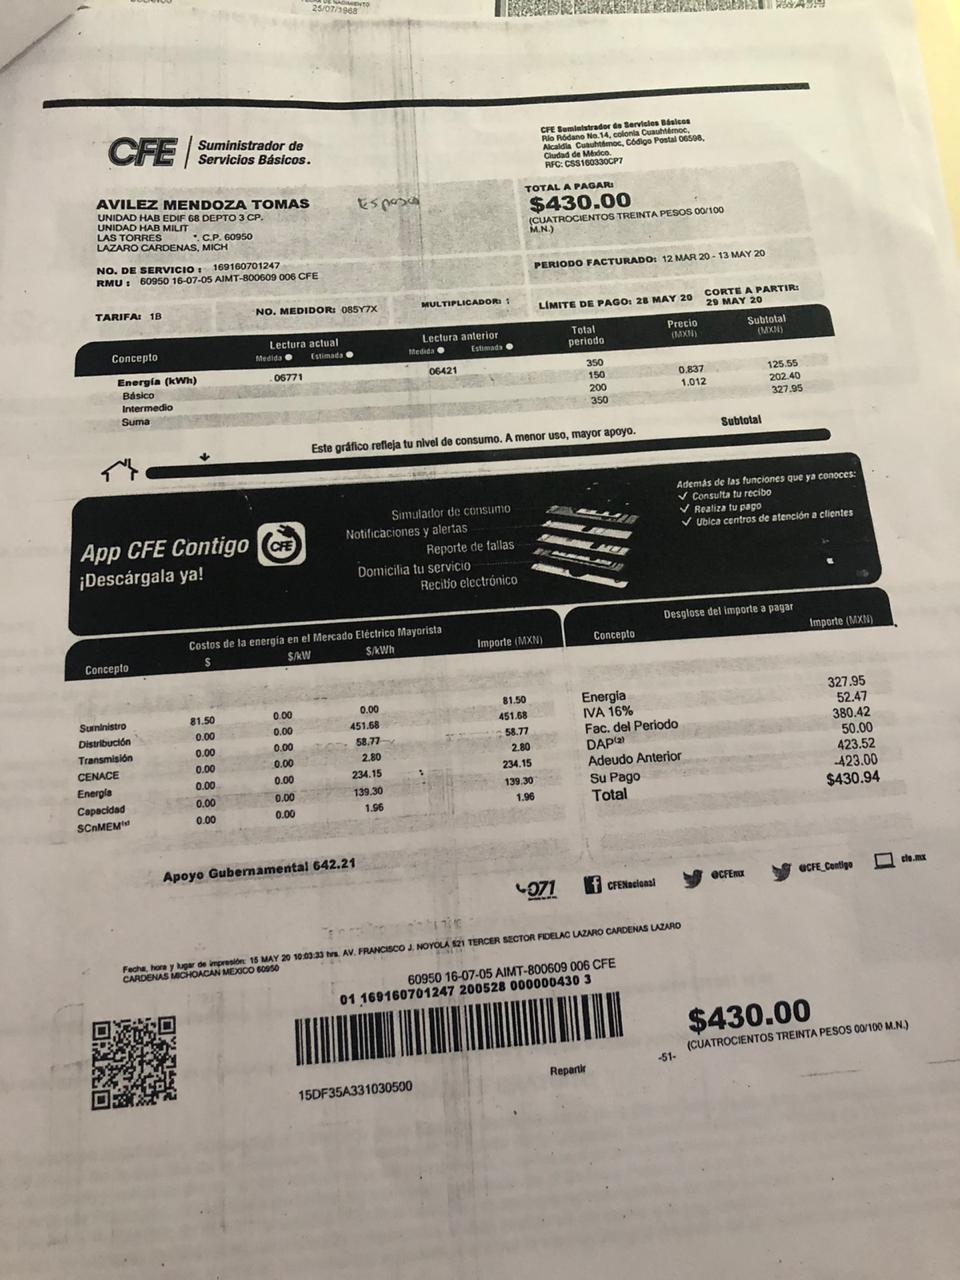 25/07/1968
CFE Suministrador de Servicios Básicos.
CFE Suministrador de Servicios Básicos
Río Ródano No.14, colonia Cuauhtémoc,
Alcaldía Cuauhtémoc, Código Postal 06598,
Ciudad de México.
RFC: CSS160330CP7
AVILEZ MENDOZA TOMAS
UNIDAD HAB EDIF 68 DEPTO 3 CP.
UNIDAD HAB MILIT
LAS TORRES *. C.P. 60950
LAZARO CARDENAS, MICH
TOTAL A PAGAR:
$430.00
(CUATROCIENTOS TREINTA PESOS 00/100
M.N.)
NO. DE SERVICIO : 169160701247
RMU : 60950 16-07-05 AIMT-800609 006 CFE
PERIODO FACTURADO: 12 MAR 20 - 13 MAY 20
TARIFA: 1B NO. MEDIDOR: 085Y7X MULTIPLICADOR: 1
LÍMITE DE PAGO: 28 MAY 20 CORTE A PARTIR:
29 MAY 20
Concepto Lectura actual Lectura anterior Total periodo Precio (MXN) Subtotal (MXN)
Medida Estimada Medida Estimada
Energía (kWh) 06771 06421 350
Básico 150 0.837 125.55
Intermedio 200 1.012 202.40
Suma 350 327.95
Este gráfico refleja tu nivel de consumo. A menor uso, mayor apoyo.
Subtotal
App CFE Contigo
¡Descárgala ya!
CFE
Simulador de consumo
Notificaciones y alertas
Reporte de fallas
Domicilia tu servicio
Recibo electrónico
Además de las funciones que ya conoces:
✓ Consulta tu recibo
✓ Realiza tu pago
✓ Ubica centros de atención a clientes
Costos de la energía en el Mercado Eléctrico Mayorista
Concepto $ $/kW $/kWh Importe (MXN)
Suministro 81.50 0.00 0.00 81.50
Distribución 0.00 0.00 451.68 451.68
Transmisión 0.00 0.00 58.77 58.77
CENACE 0.00 0.00 2.80 2.80
Energía 0.00 0.00 234.15 234.15
Capacidad 0.00 0.00 139.30 139.30
SCnMEM(1) 0.00 0.00 1.96 1.96
Desglose del importe a pagar
Concepto Importe (MXN)
Energía 327.95
IVA 16% 52.47
Fac. del Periodo 380.42
DAP(2) 50.00
Adeudo Anterior 423.52
Su Pago -423.00
Total $430.94
Apoyo Gubernamental 642.21
071
CFENacional
@CFEmx
@CFE_Contigo
cfe.mx
Fecha, hora y lugar de impresión: 15 MAY 20 10:03:33 hrs. AV. FRANCISCO J. NOYOLA 521 TERCER SECTOR FIDELAC LAZARO CARDENAS LAZARO
CARDENAS MICHOACAN MEXICO 60950
60950 16-07-05 AIMT-800609 006 CFE
01 169160701247 200528 000000430 3
$430.00
(CUATROCIENTOS TREINTA PESOS 00/100 M.N.)
-51-
Repartir
15DF35A331030500